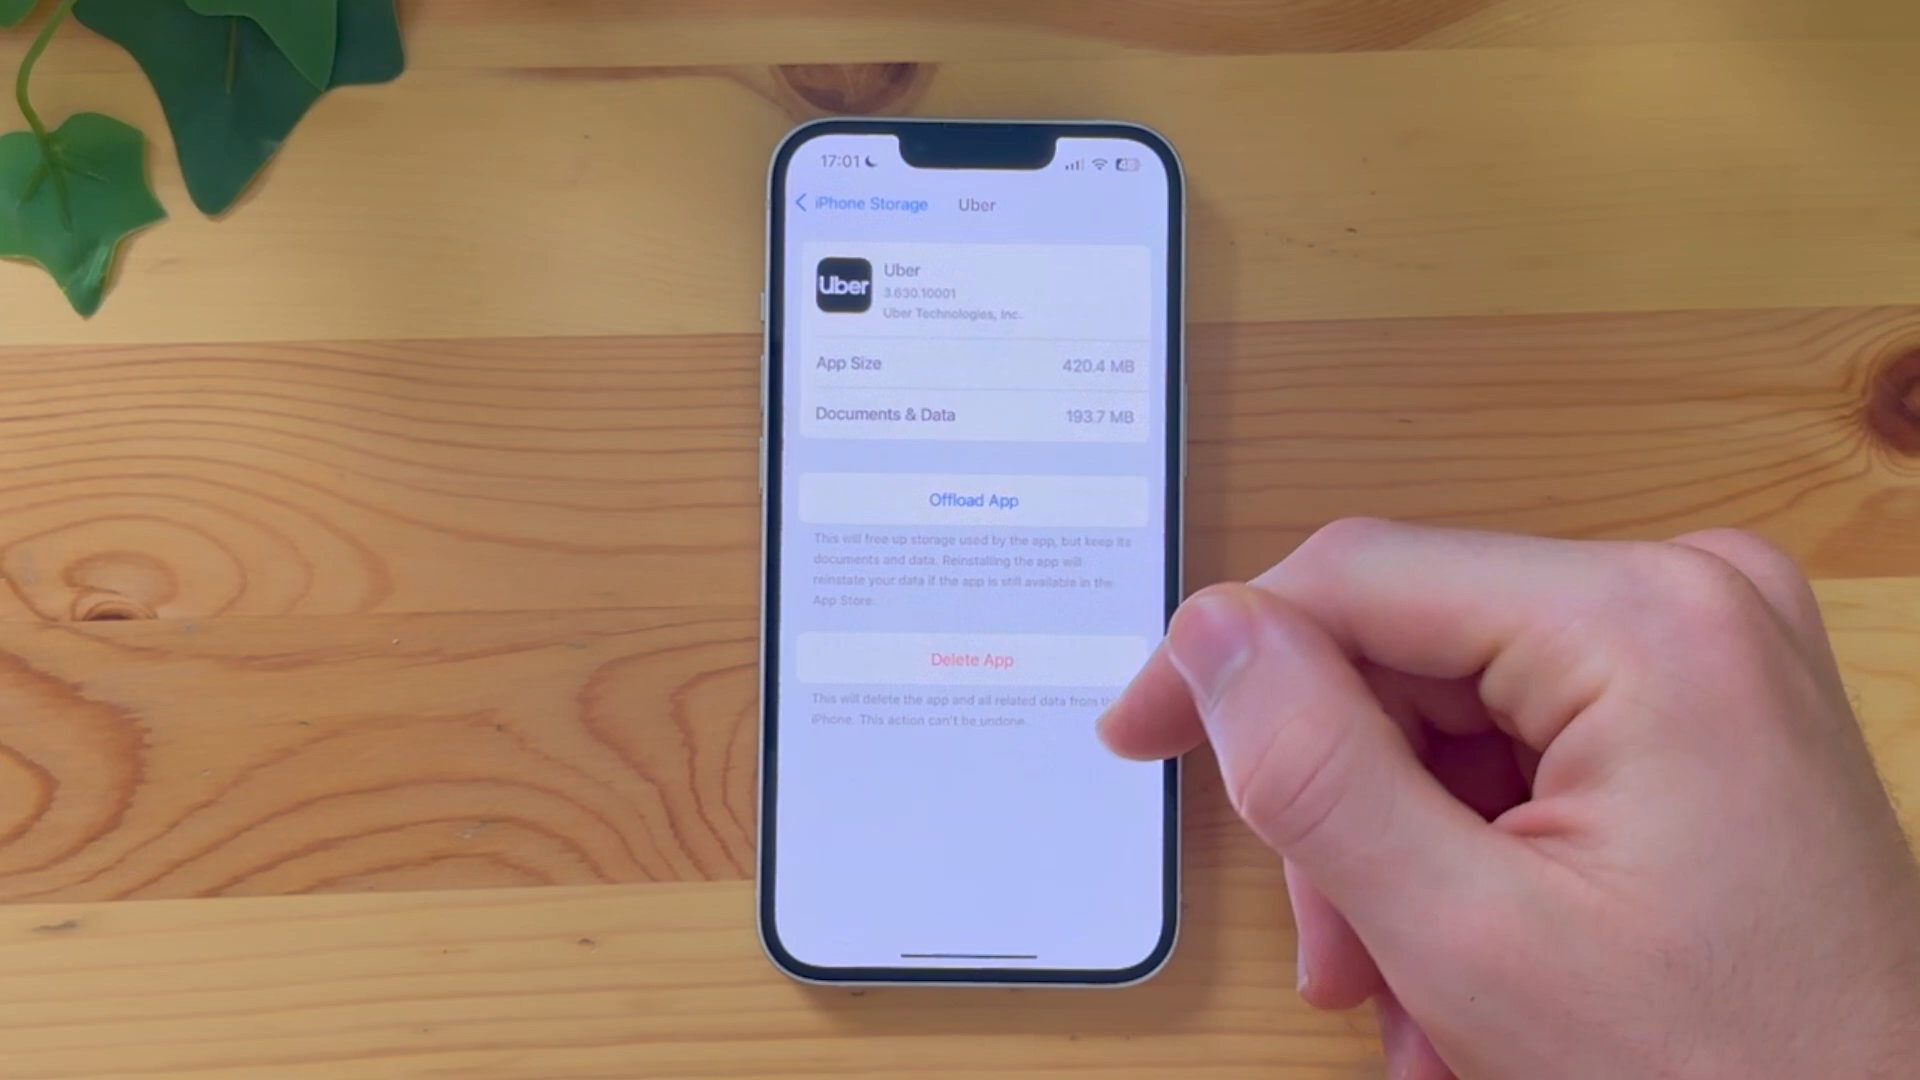 17:01
iPhone Storage Uber
Uber
Uber
3.630.10001
Uber Technologies, Inc.
App Size 420.4 MB
Documents & Data 193.7 MB
Offload App
This will free up storage used by the app, but keep its
documents and data. Reinstalling the app will
reinstate your data if the app is still available in the
App Store.
Delete App
This will delete the app and all related data from
iPhone. This action can't be undone.